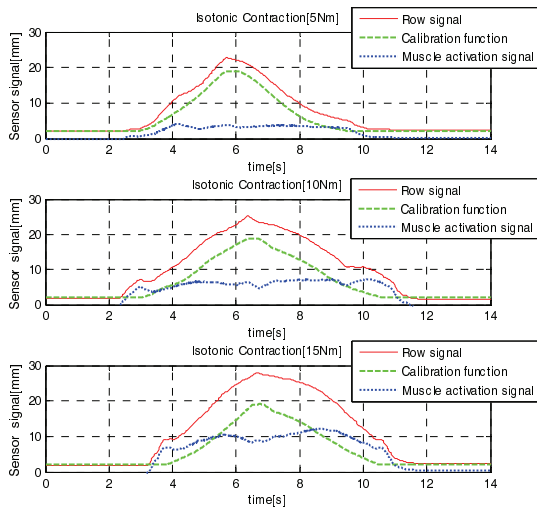 Isotonic Contraction[5Nm]
Row signal
Calibration function
Muscle activation signal
Sensor signal[mm]
30
20
10
0
0 2 4 6 8 10 12 14
time[s]
Isotonic Contraction[10Nm]
Row signal
Calibration function
Muscle activation signal
Sensor signal[mm]
30
20
10
0
0 2 4 6 8 10 12 14
time[s]
Isotonic Contraction[15Nm]
Row signal
Calibration function
Muscle activation signal
Sensor signal[mm]
30
20
10
0
0 2 4 6 8 10 12 14
time[s]